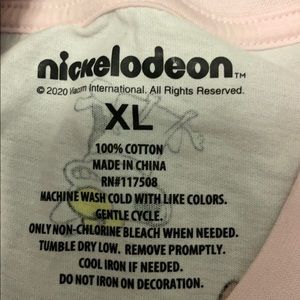 nickelodeon™
© 2020 Viacom International. All Rights Reserved.
XL
100% COTTON
MADE IN CHINA
RN#117508
MACHINE WASH COLD WITH LIKE COLORS.
GENTLE CYCLE.
ONLY NON-CHLORINE BLEACH WHEN NEEDED.
TUMBLE DRY LOW. REMOVE PROMPTLY.
COOL IRON IF NEEDED.
DO NOT IRON ON DECORATION.